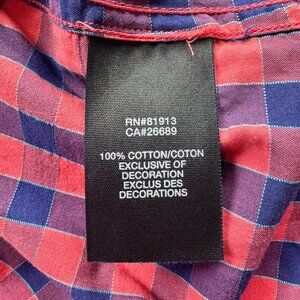 RN#81913
CA#26689
100% COTTON/COTON
EXCLUSIVE OF
DECORATION
EXCLUS DES
DECORATIONS